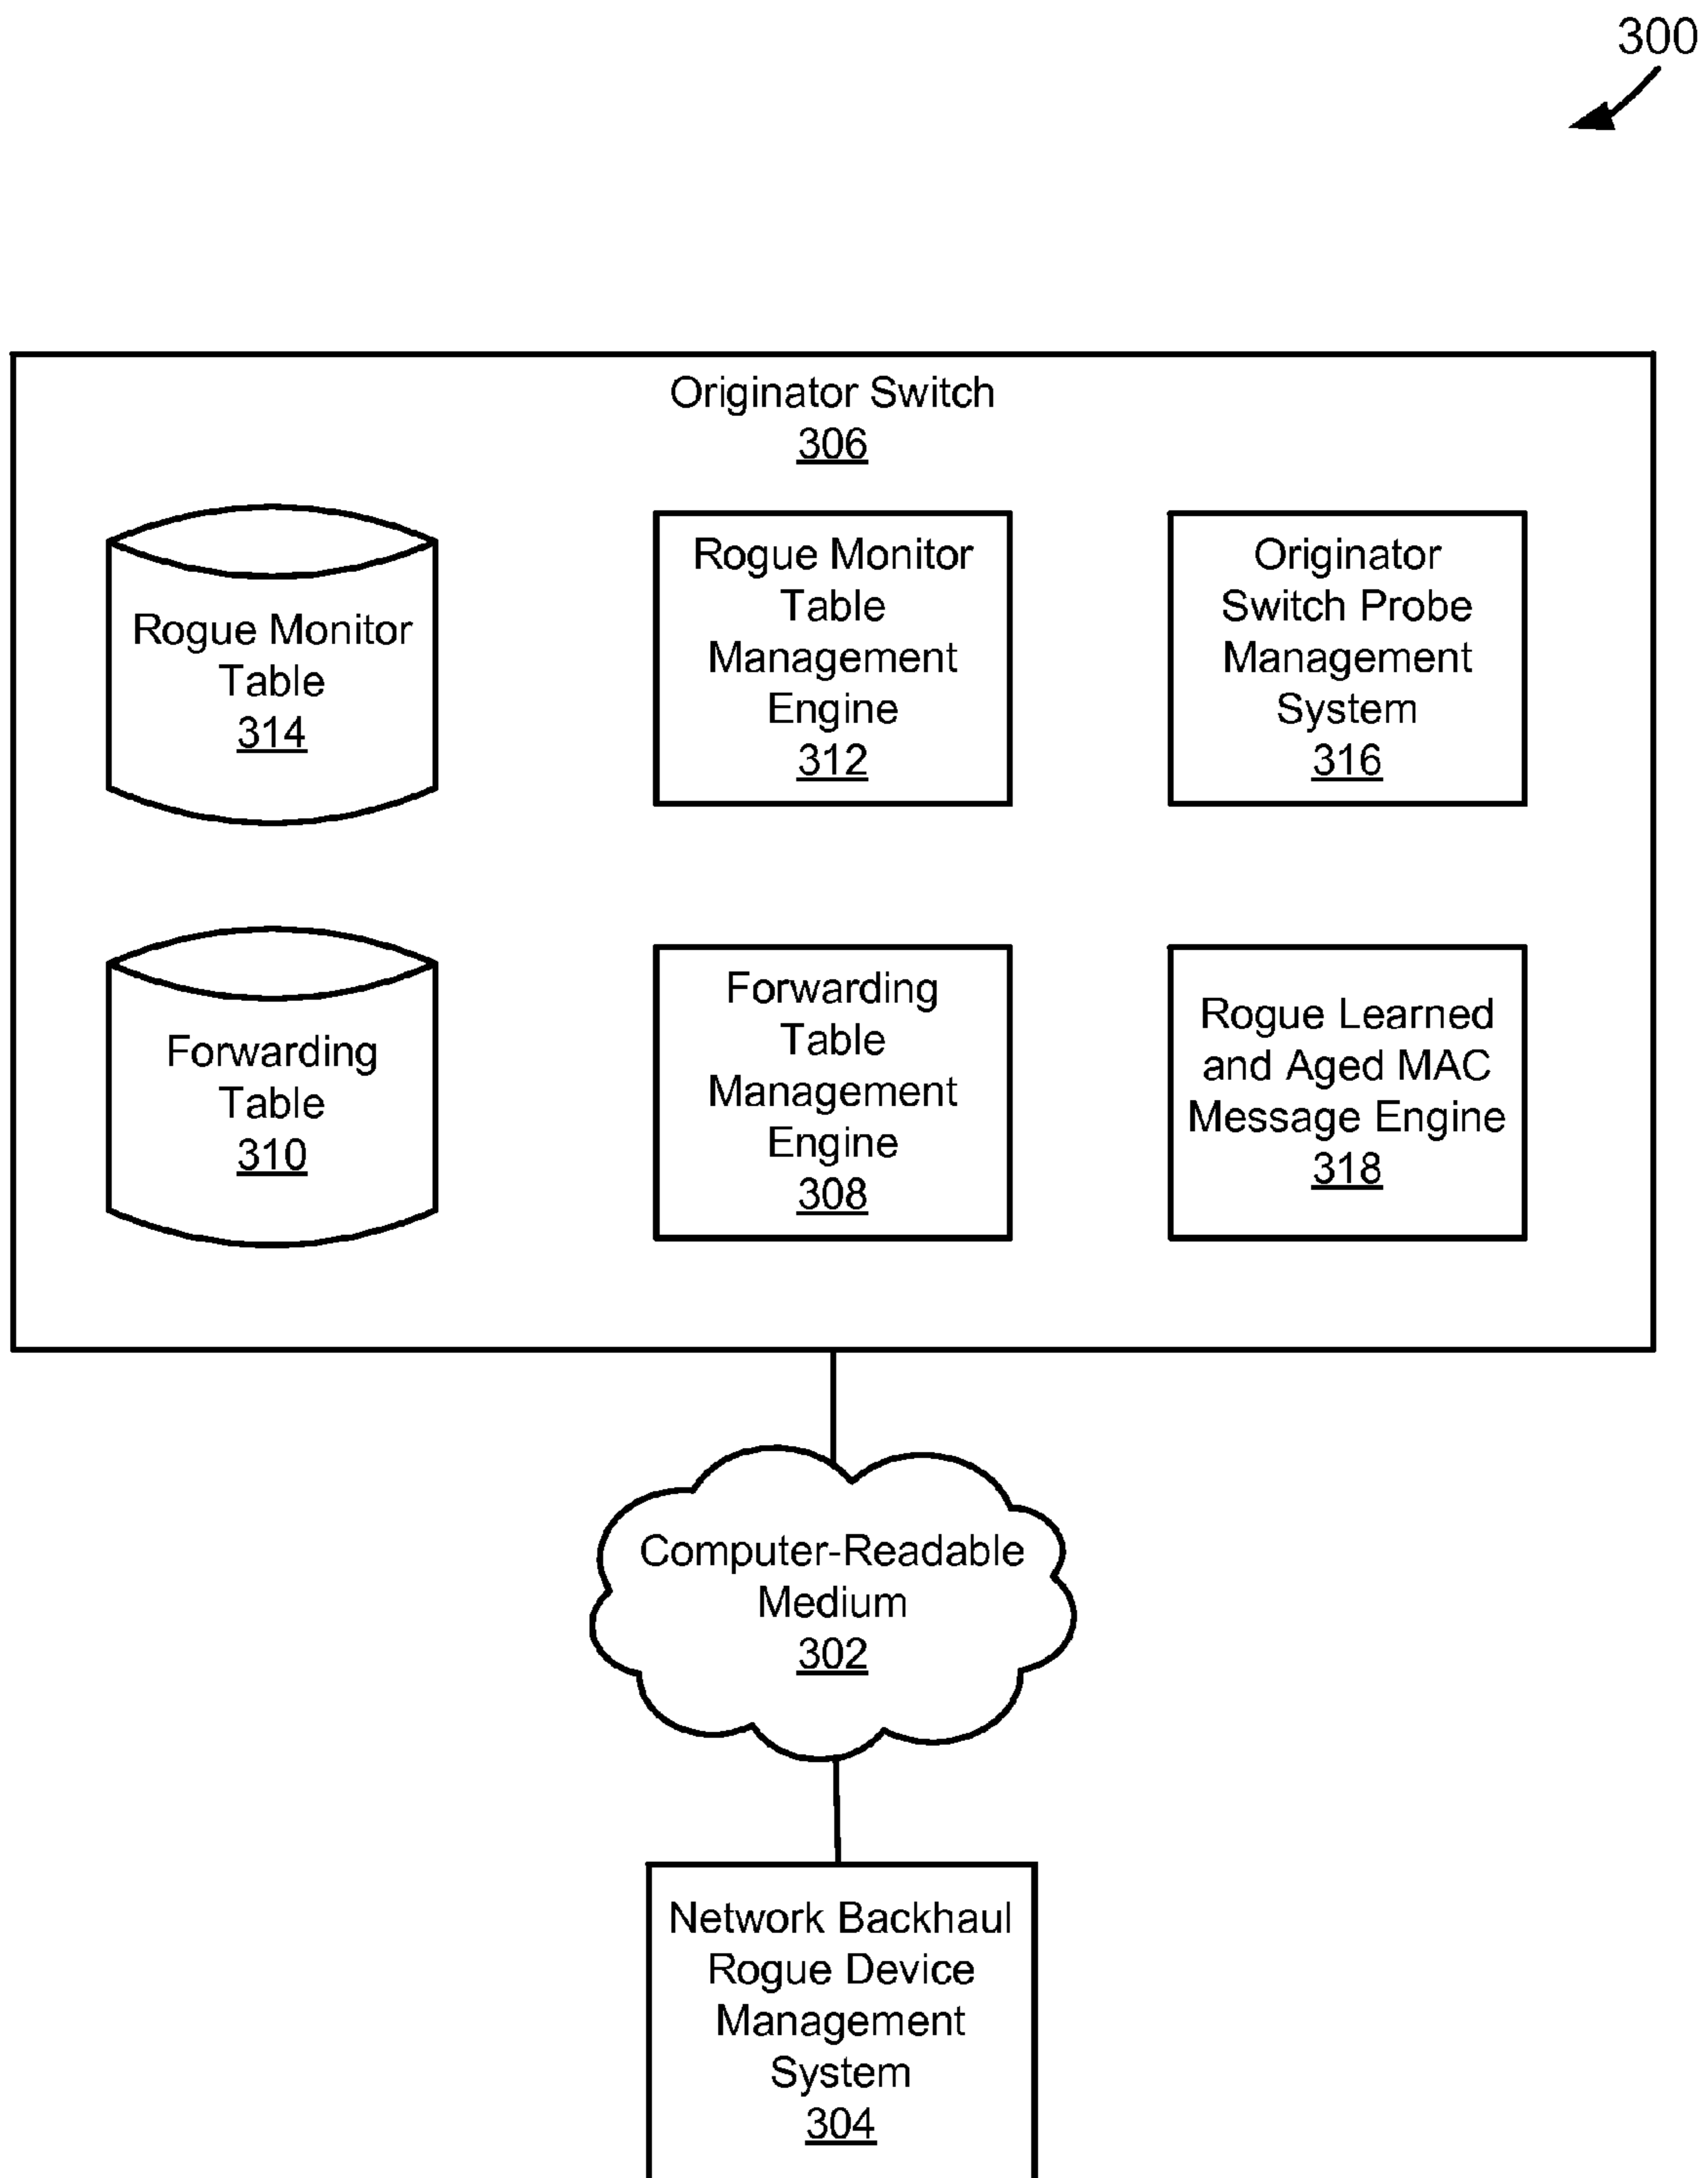 300
Originator Switch
306
Rogue Monitor
Table
314
Rogue Monitor
Table
Management
Engine
312
Originator
Switch Probe
Management
System
316
Forwarding
Table
310
Forwarding
Table
Management
Engine
308
Rogue Learned
and Aged MAC
Message Engine
318
Computer-Readable
Medium
302
Network Backhaul
Rogue Device
Management
System
304